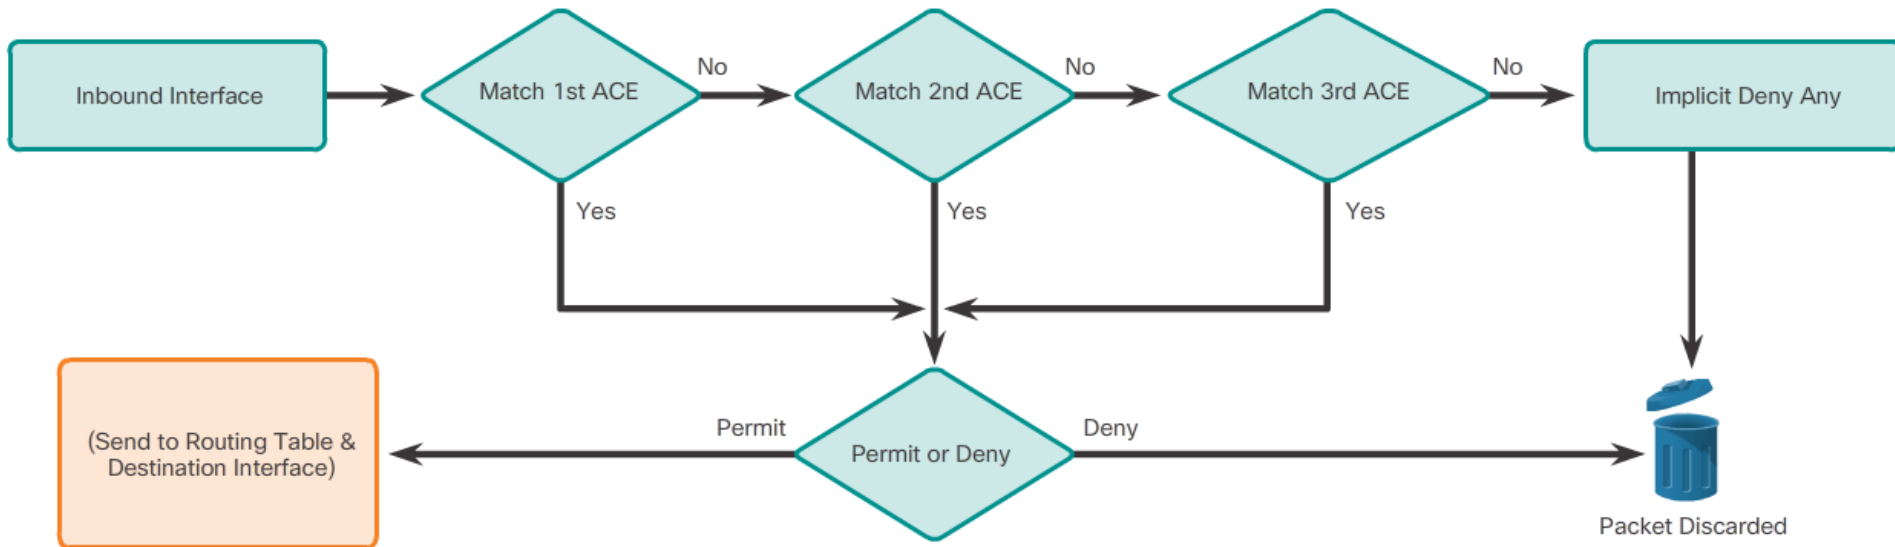 Inbound Interface
Match 1st ACE
No
Match 2nd ACE
No
Match 3rd ACE
No
Implicit Deny Any
Yes
Yes
Yes
(Send to Routing Table &
Destination Interface)
Permit
Permit or Deny
Deny
Packet Discarded